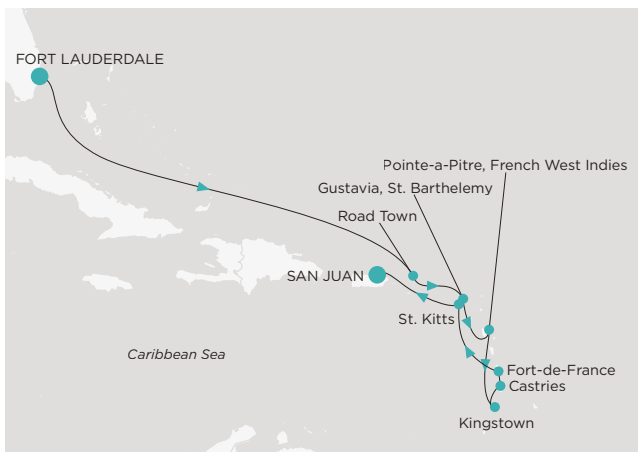 FORT LAUDERDALE
Pointe-a-Pitre, French West Indies
Gustavia, St. Barthelemy
Road Town
SAN JUAN
St. Kitts
Caribbean Sea
Fort-de-France
Castries
Kingstown